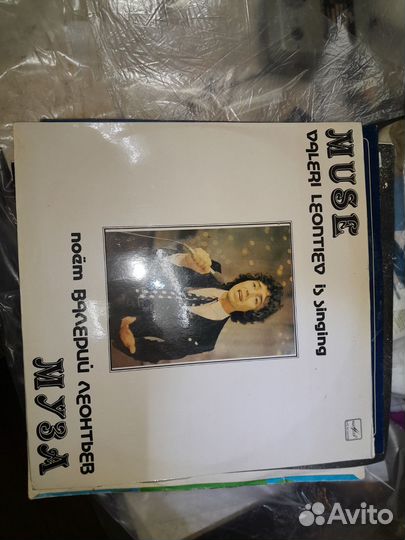 MUSE
VALERI LEONTIEV is singing
поёт ВАЛЕРИЙ ЛЕОНТЬЕВ
МУЗА
Avito